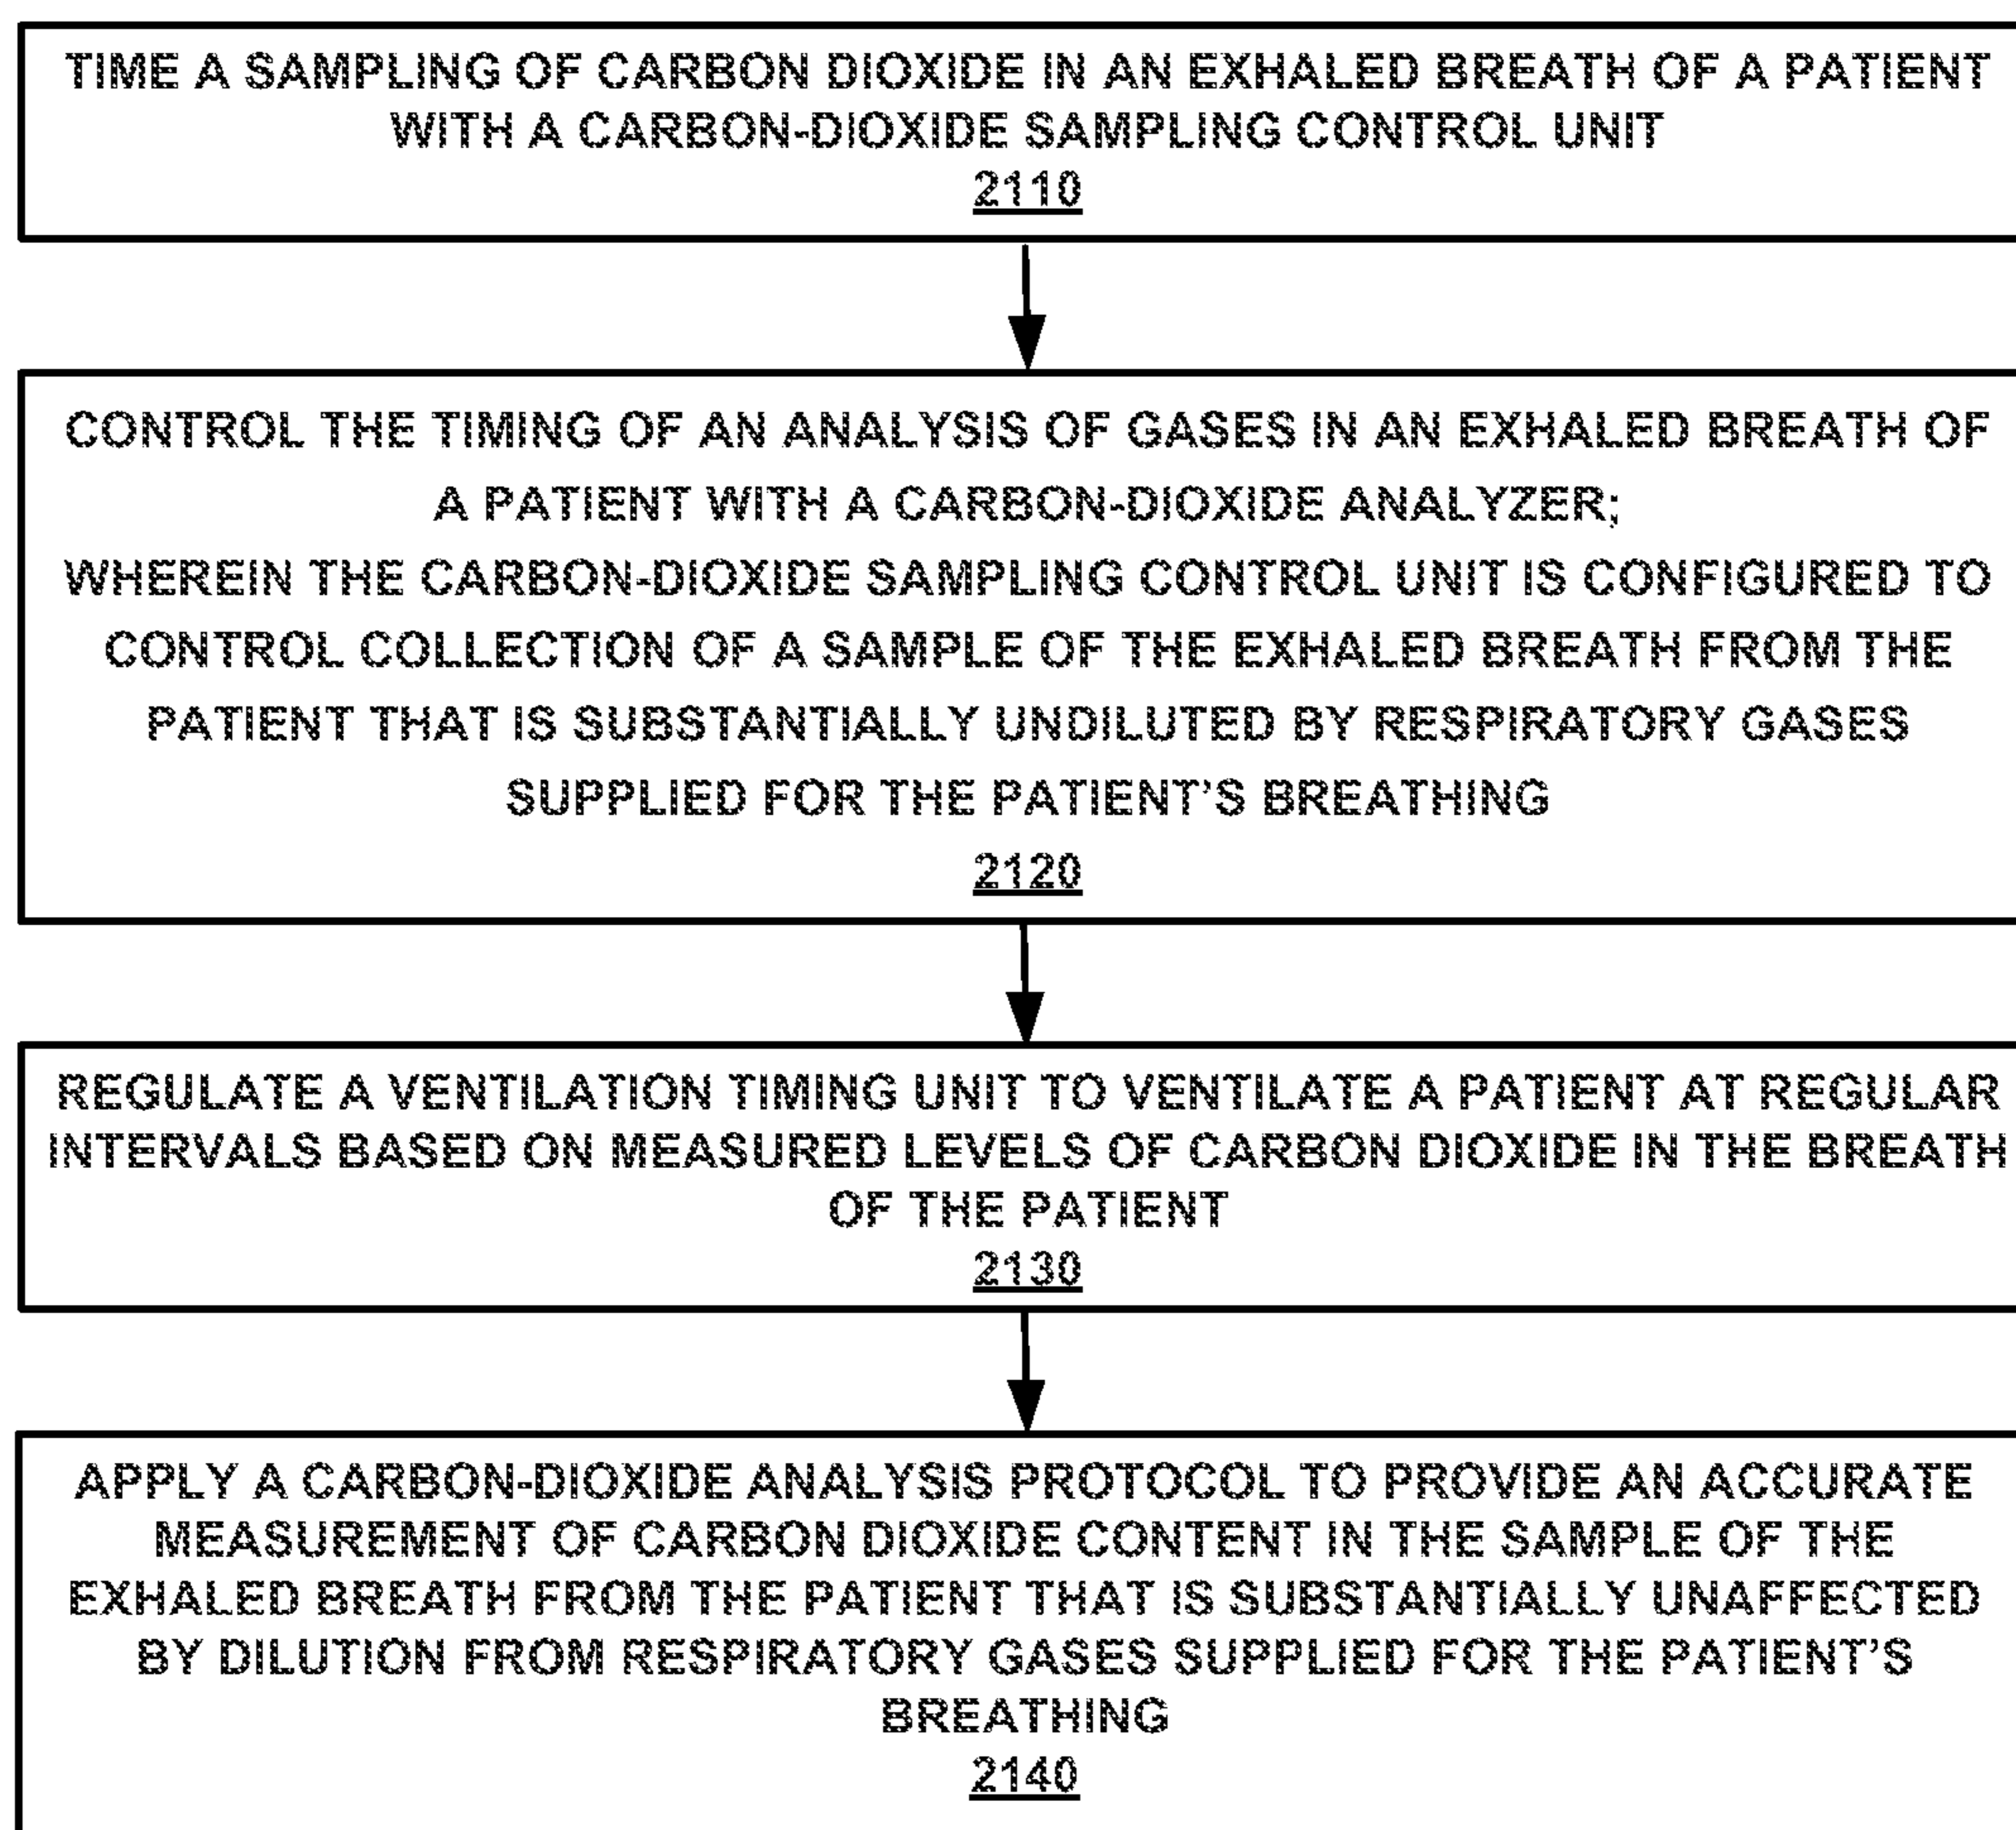 TIME A SAMPLING OF CARBON DIOXIDE IN AN EXHALED BREATH OF A PATIENT
WITH A CARBON-DIOXIDE SAMPLING CONTROL UNIT
2110
CONTROL THE TIMING OF AN ANALYSIS OF GASES IN AN EXHALED BREATH OF
A PATIENT WITH A CARBON-DIOXIDE ANALYZER;
WHEREIN THE CARBON-DIOXIDE SAMPLING CONTROL UNIT IS CONFIGURED TO
CONTROL COLLECTION OF A SAMPLE OF THE EXHALED BREATH FROM THE
PATIENT THAT IS SUBSTANTIALLY UNDILUTED BY RESPIRATORY GASES
SUPPLIED FOR THE PATIENT’S BREATHING
2120
REGULATE A VENTILATION TIMING UNIT TO VENTILATE A PATIENT AT REGULAR
INTERVALS BASED ON MEASURED LEVELS OF CARBON DIOXIDE IN THE BREATH
OF THE PATIENT
2130
APPLY A CARBON-DIOXIDE ANALYSIS PROTOCOL TO PROVIDE AN ACCURATE
MEASUREMENT OF CARBON DIOXIDE CONTENT IN THE SAMPLE OF THE
EXHALED BREATH FROM THE PATIENT THAT IS SUBSTANTIALLY UNAFFECTED
BY DILUTION FROM RESPIRATORY GASES SUPPLIED FOR THE PATIENT’S
BREATHING
2140